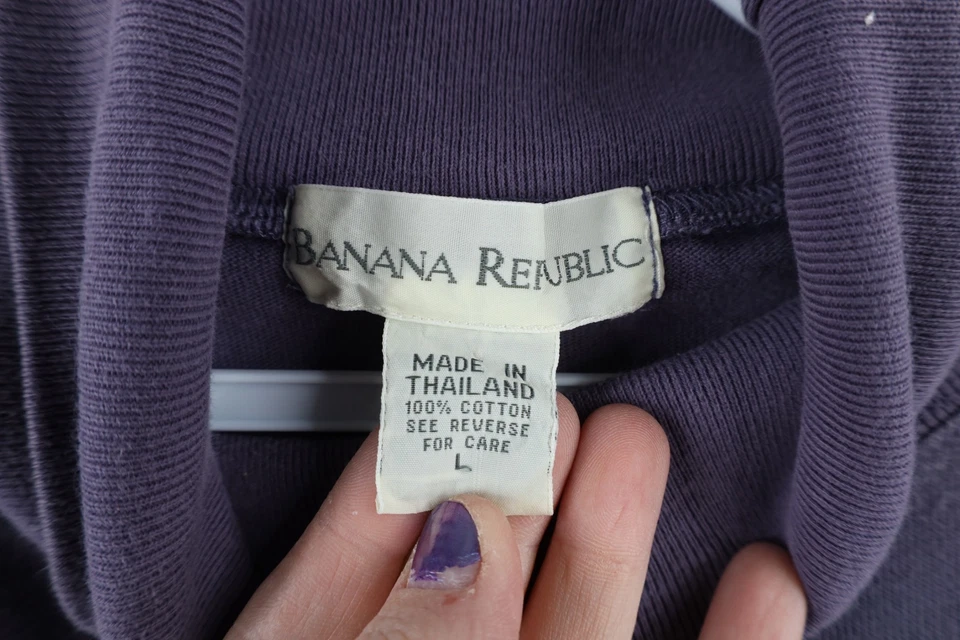 BANANA REPUBLIC
MADE IN
THAILAND
100% COTTON
SEE REVERSE
FOR CARE
L